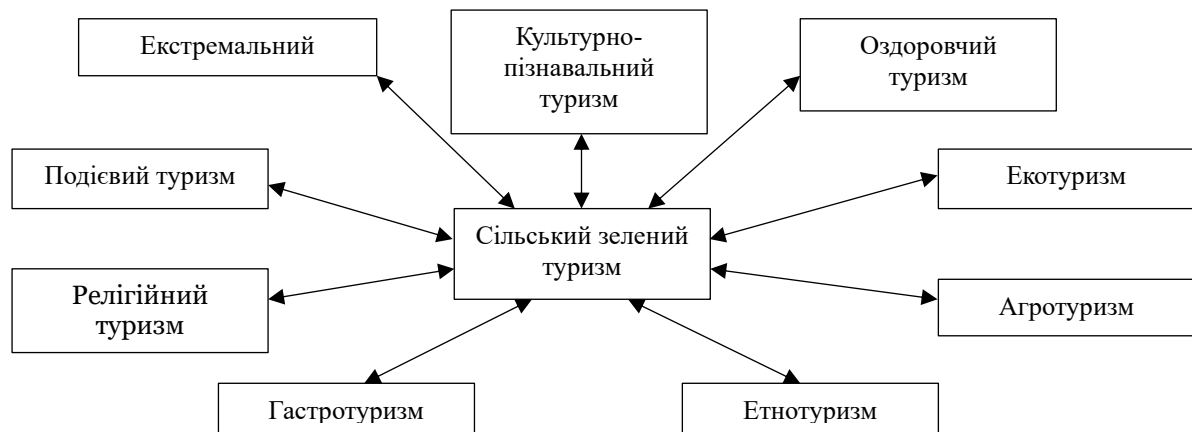 Екстремальний
Культурно-
пізнавальний
туризм
Оздоровчий
туризм
Подієвий туризм
Екотуризм
Сільський зелений
туризм
Релігійний
туризм
Агротуризм
Гастротуризм
Етнотуризм